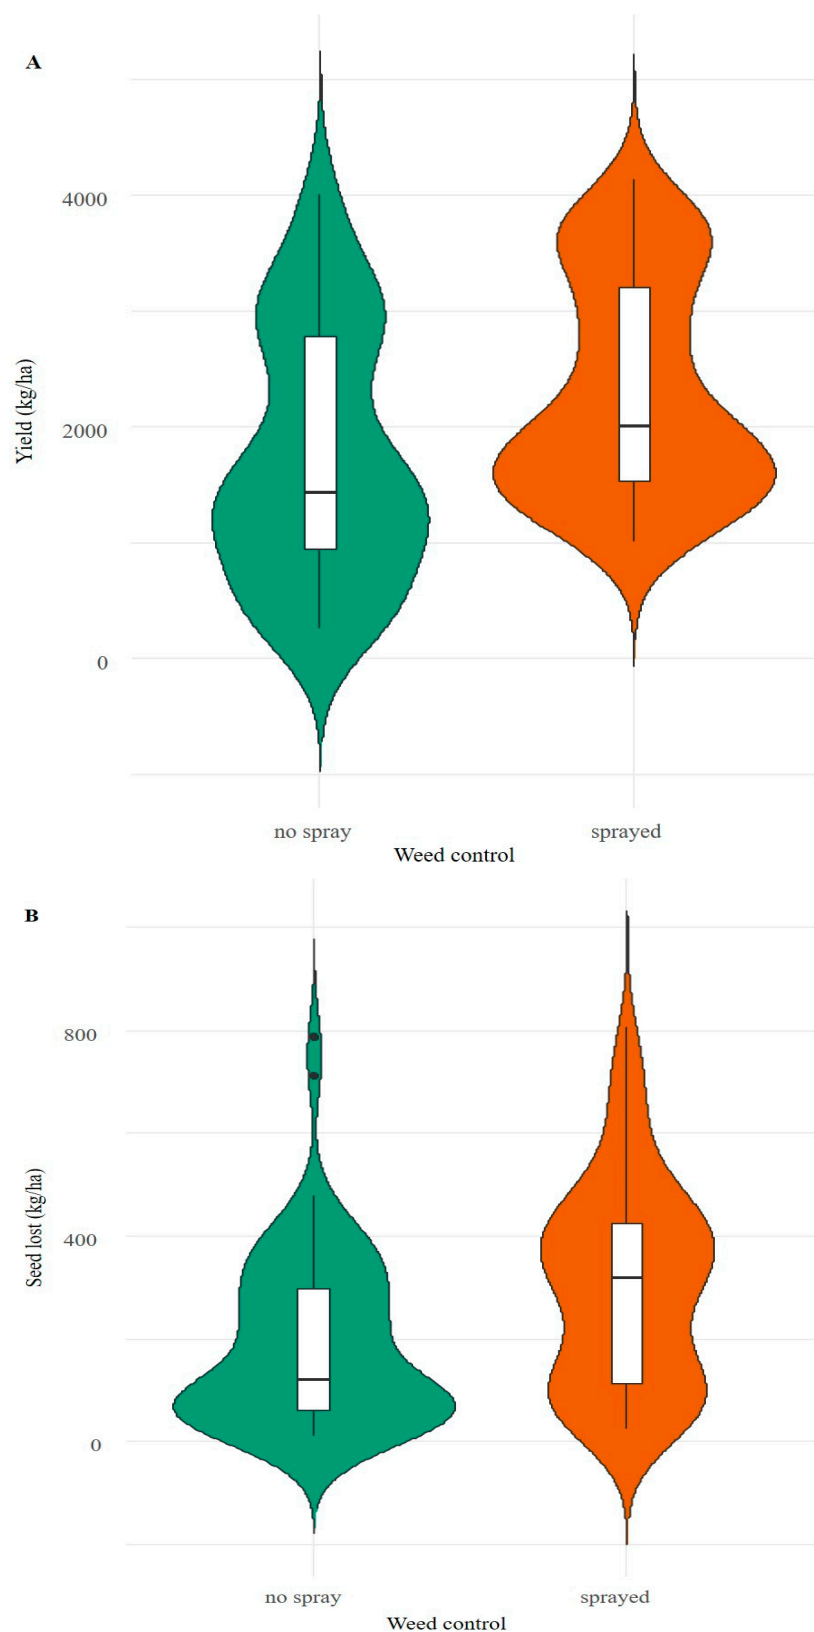 A
4000
2000
0
Yield (kg/ha)
no spray
sprayed
Weed control
B
800
400
0
Seed lost (kg/ha)
no spray
sprayed
Weed control